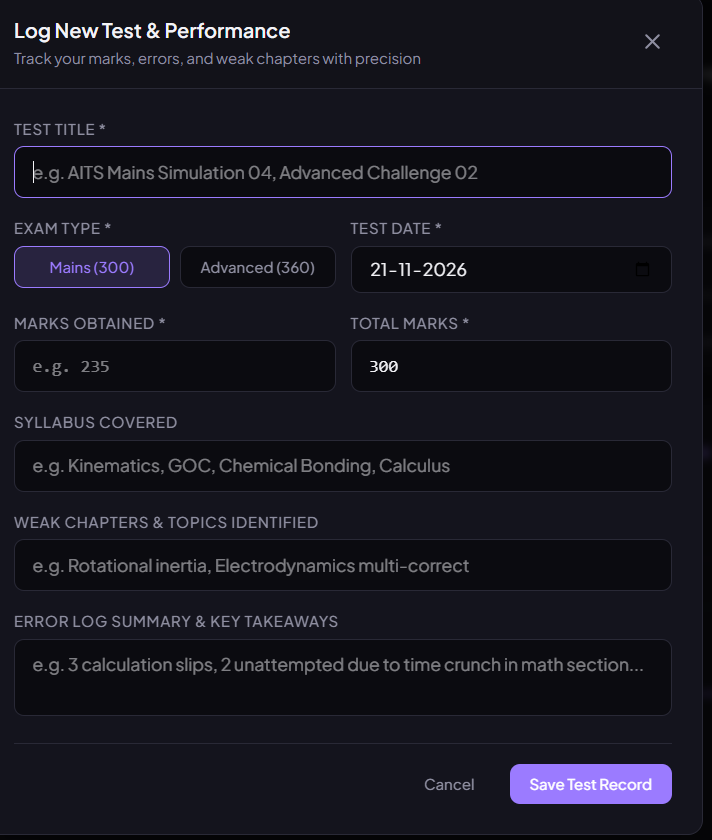 Log New Test & Performance
Track your marks, errors, and weak chapters with precision
TEST TITLE *
e.g. AITS Mains Simulation 04, Advanced Challenge 02
EXAM TYPE *
TEST DATE *
Mains (300)
Advanced (360)
21-11-2026
MARKS OBTAINED *
TOTAL MARKS *
e.g. 235
300
SYLLABUS COVERED
e.g. Kinematics, GOC, Chemical Bonding, Calculus
WEAK CHAPTERS & TOPICS IDENTIFIED
e.g. Rotational inertia, Electrodynamics multi-correct
ERROR LOG SUMMARY & KEY TAKEAWAYS
e.g. 3 calculation slips, 2 unattempted due to time crunch in math section...
Cancel
Save Test Record